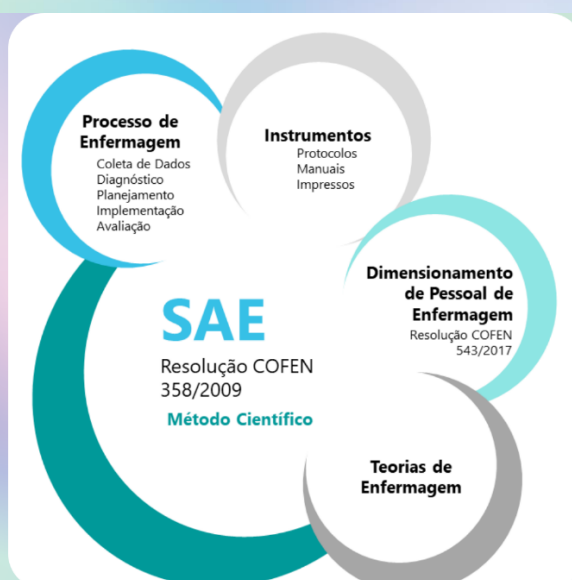 Processo de
Enfermagem
Coleta de Dados
Diagnóstico
Planejamento
Implementação
Avaliação
Instrumentos
Protocolos
Manuais
Impressos
Dimensionamento
de Pessoal de
Enfermagem
Resolução COFEN
543/2017
SAE
Resolução COFEN
358/2009
Método Científico
Teorias de
Enfermagem